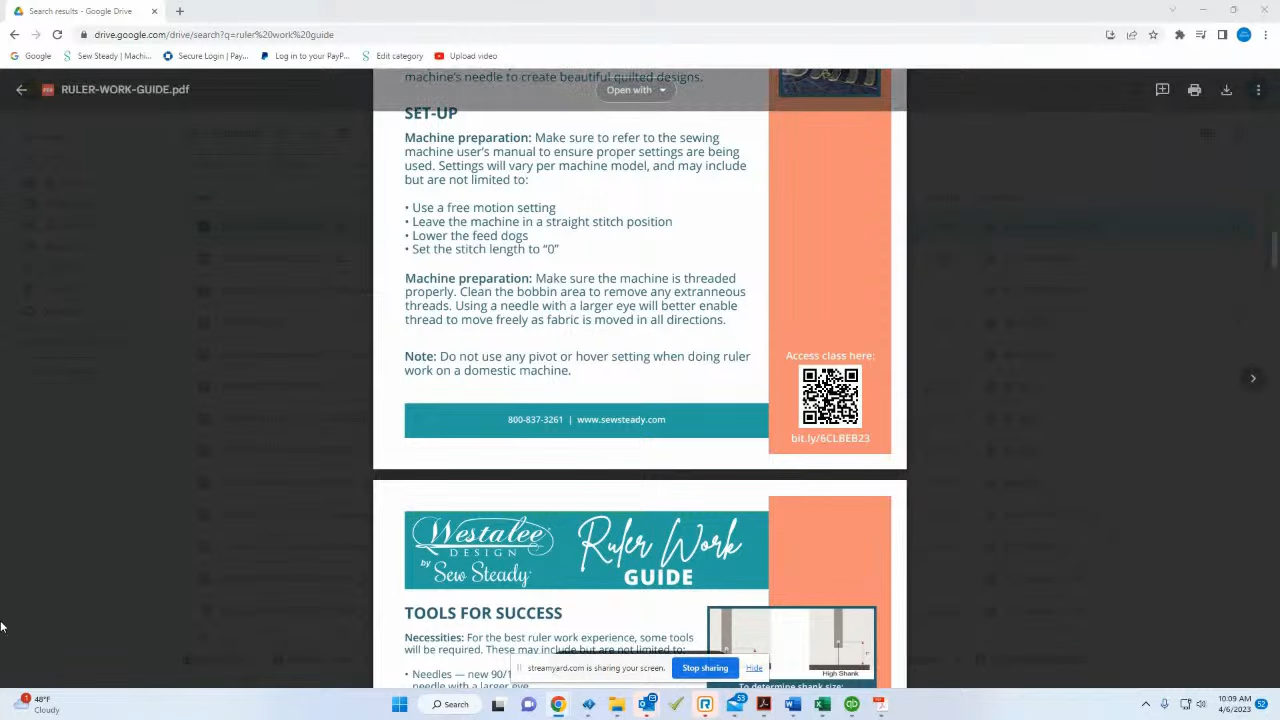 Search results - Google Drive
drive.google.com/drive/search?q=ruler%20work%20guide
Google
Sew Steady | Machi...
Secure Login | Pay...
Log in to your PayP...
Edit category
Upload video
RULER-WORK-GUIDE.pdf
machine's needle to create beautiful quilted designs.
Open with
SET-UP
Machine preparation: Make sure to refer to the sewing
machine user's manual to ensure proper settings are being
used. Settings will vary per machine model, and may include
but are not limited to:
• Use a free motion setting
• Leave the machine in a straight stitch position
• Lower the feed dogs
• Set the stitch length to "0"
Machine preparation: Make sure the machine is threaded
properly. Clean the bobbin area to remove any extranneous
threads. Using a needle with a larger eye will better enable
thread to move freely as fabric is moved in all directions.
Note: Do not use any pivot or hover setting when doing ruler
work on a domestic machine.
Access class here:
bit.ly/6CLBEB23
800-837-3261 | www.sewsteady.com
Westalee
DESIGN
by Sew Steady
Ruler Work
GUIDE
TOOLS FOR SUCCESS
Necessities: For the best ruler work experience, some tools
will be required. These may include but are not limited to:
• Needles — new 90/1
needle with a larger eye
High Shank
To determine shank size:
streamyard.com is sharing your screen.
Stop sharing
Hide
48°F
Cloudy
Search
10:09 AM
4/6/2023